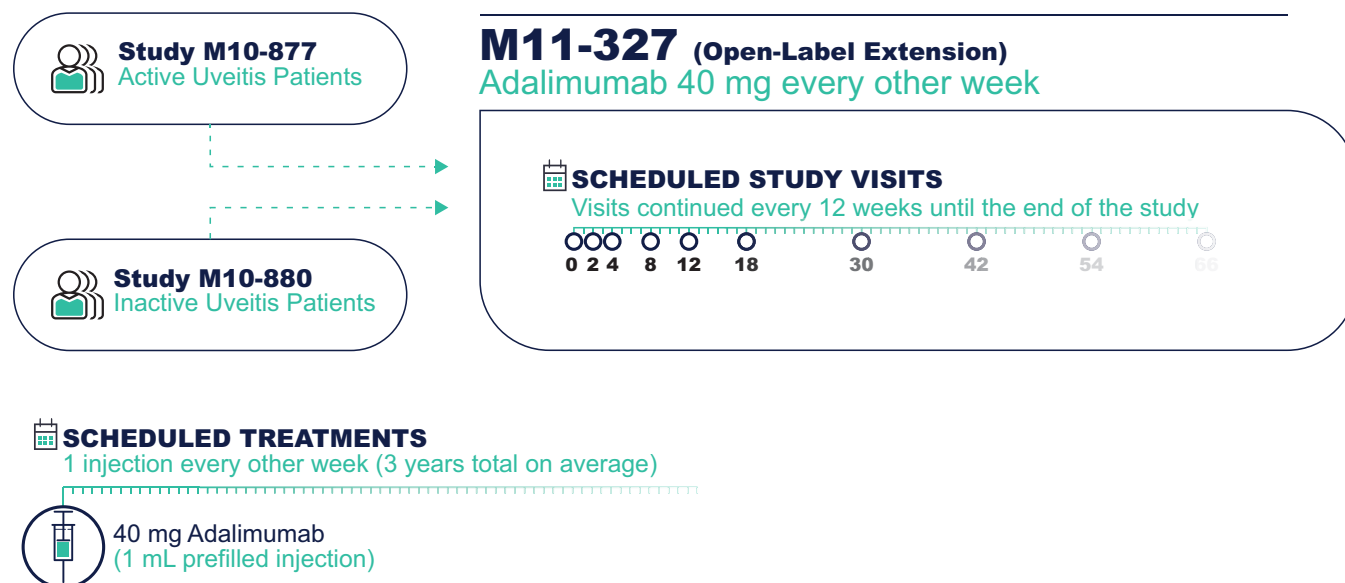 Study M10-877
Active Uveitis Patients
M11-327 (Open-Label Extension)
Adalimumab 40 mg every other week
SCHEDULED STUDY VISITS
Visits continued every 12 weeks until the end of the study
0 2 4 8 12 18 30 42 54 66
Study M10-880
Inactive Uveitis Patients
SCHEDULED TREATMENTS
1 injection every other week (3 years total on average)
40 mg Adalimumab
(1 mL prefilled injection)